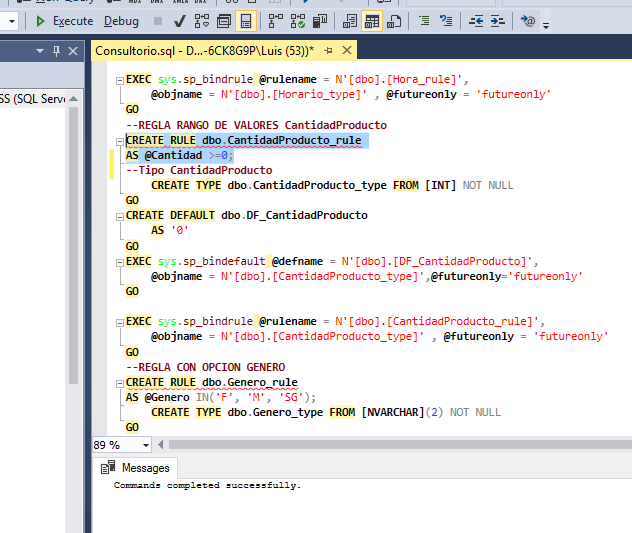 Execute Debug
Consultorio.sql - D...-6CK8G9P\Luis (53))*
SS (SQL Serve
EXEC sys.sp_bindrule @rulename = N'[dbo].[Hora_rule]',
@objname = N'[dbo].[Horario_type]' , @futureonly = 'futureonly'
GO
--REGLA RANGO DE VALORES CantidadProducto
CREATE RULE dbo.CantidadProducto_rule
AS @Cantidad >=0;
--Tipo CantidadProducto
CREATE TYPE dbo.CantidadProducto_type FROM [INT] NOT NULL
GO
CREATE DEFAULT dbo.DF_CantidadProducto
AS '0'
GO
EXEC sys.sp_bindefault @defname = N'[dbo].[DF_CantidadProducto]',
@objname = N'[dbo].[CantidadProducto_type]',@futureonly='futureonly'
GO
EXEC sys.sp_bindrule @rulename = N'[dbo].[CantidadProducto_rule]',
@objname = N'[dbo].[CantidadProducto_type]' , @futureonly = 'futureonly'
GO
--REGLA CON OPCION GENERO
CREATE RULE dbo.Genero_rule
AS @Genero IN('F', 'M', 'SG');
CREATE TYPE dbo.Genero_type FROM [NVARCHAR](2) NOT NULL
GO
89 %
Messages
Commands completed successfully.